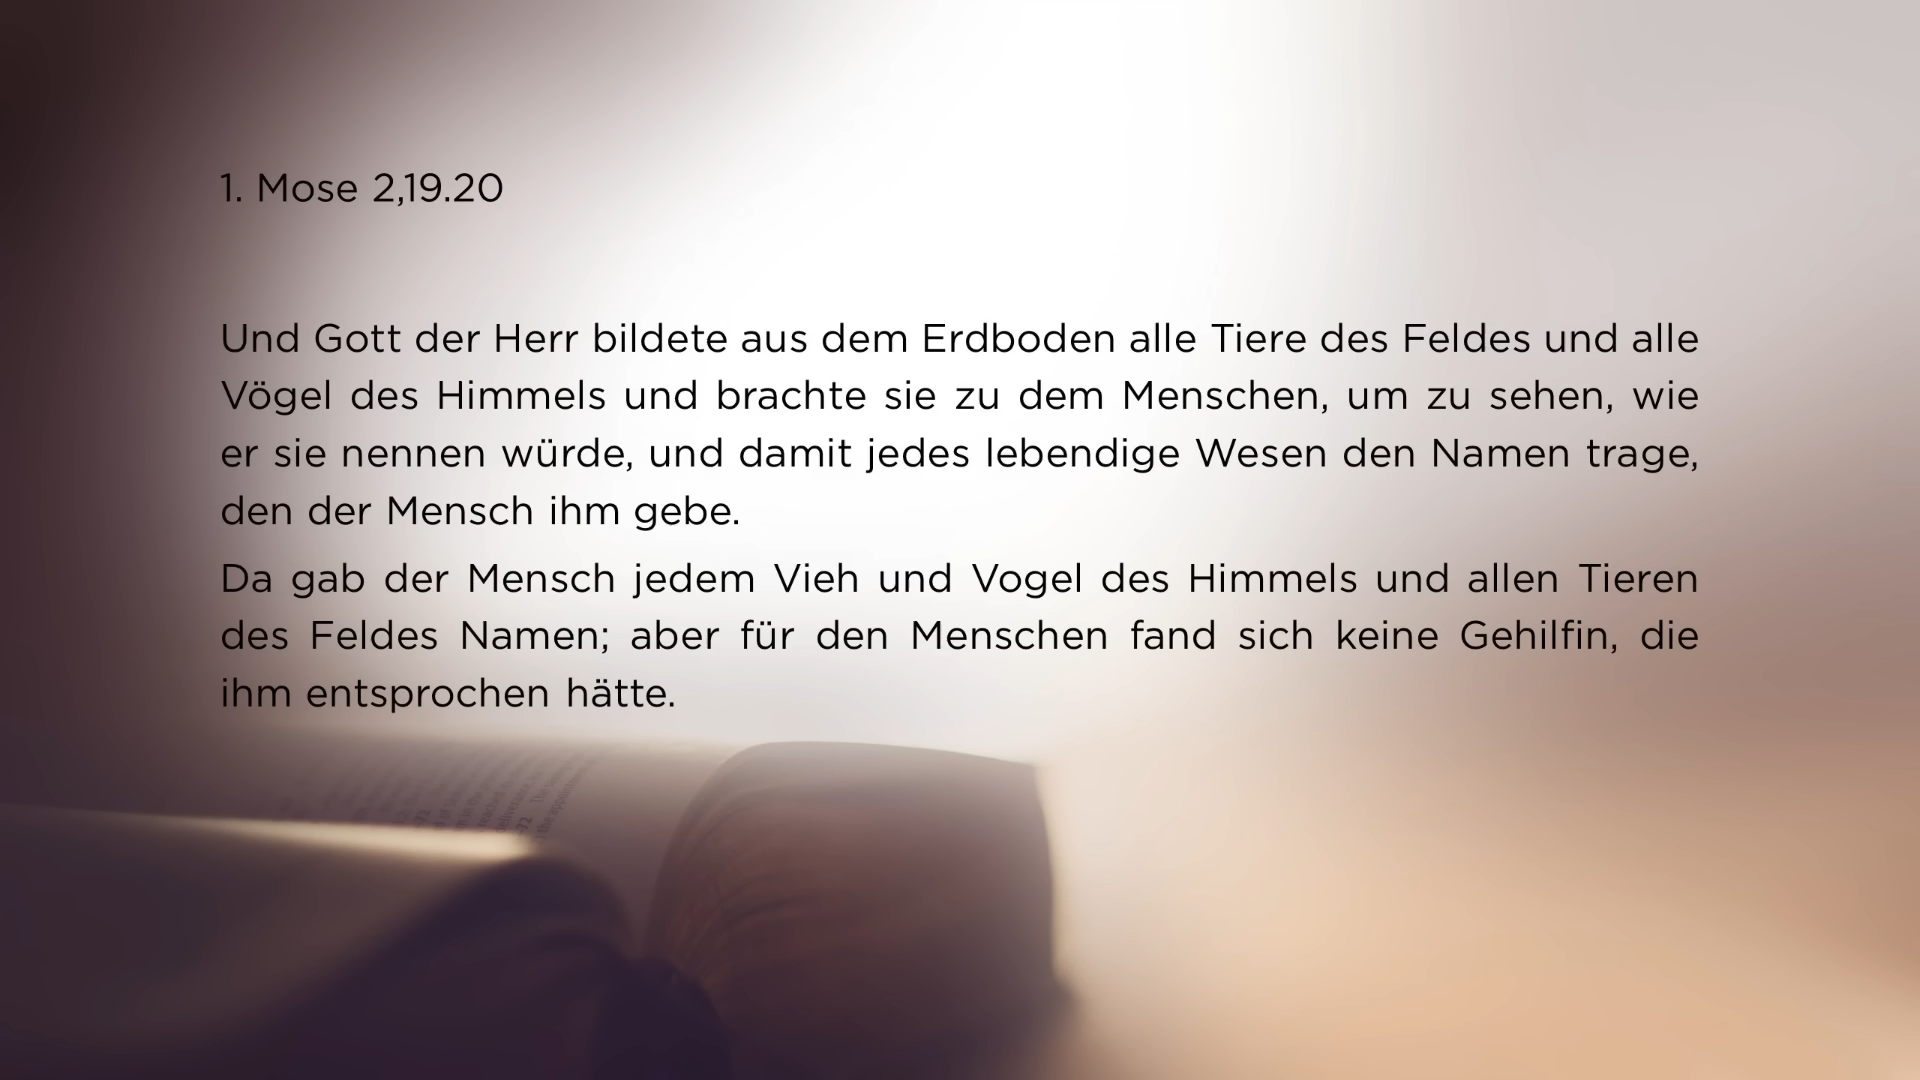 1. Mose 2,19.20
Und Gott der Herr bildete aus dem Erdboden alle Tiere des Feldes und alle
Vögel des Himmels und brachte sie zu dem Menschen, um zu sehen, wie
er sie nennen würde, und damit jedes lebendige Wesen den Namen trage,
den der Mensch ihm gebe.
Da gab der Mensch jedem Vieh und Vogel des Himmels und allen Tieren
des Feldes Namen; aber für den Menschen fand sich keine Gehilfin, die
ihm entsprochen hätte.